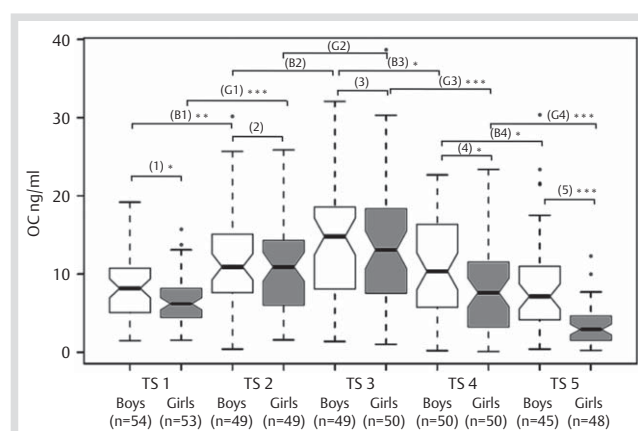 40
(G2)
(B2) (B3) *
(G1) *** (3) (G3) ***
30
(B1) ** (2) (G4) ***
(B4) *
(1) * (4) *
20
(5) ***
OC ng/ml
10
0
TS 1 TS 2 TS 3 TS 4 TS 5
Boys Girls Boys Girls Boys Girls Boys Girls Boys Girls
(n=54) (n=53) (n=49) (n=49) (n=49) (n=50) (n=50) (n=50) (n=45) (n=48)